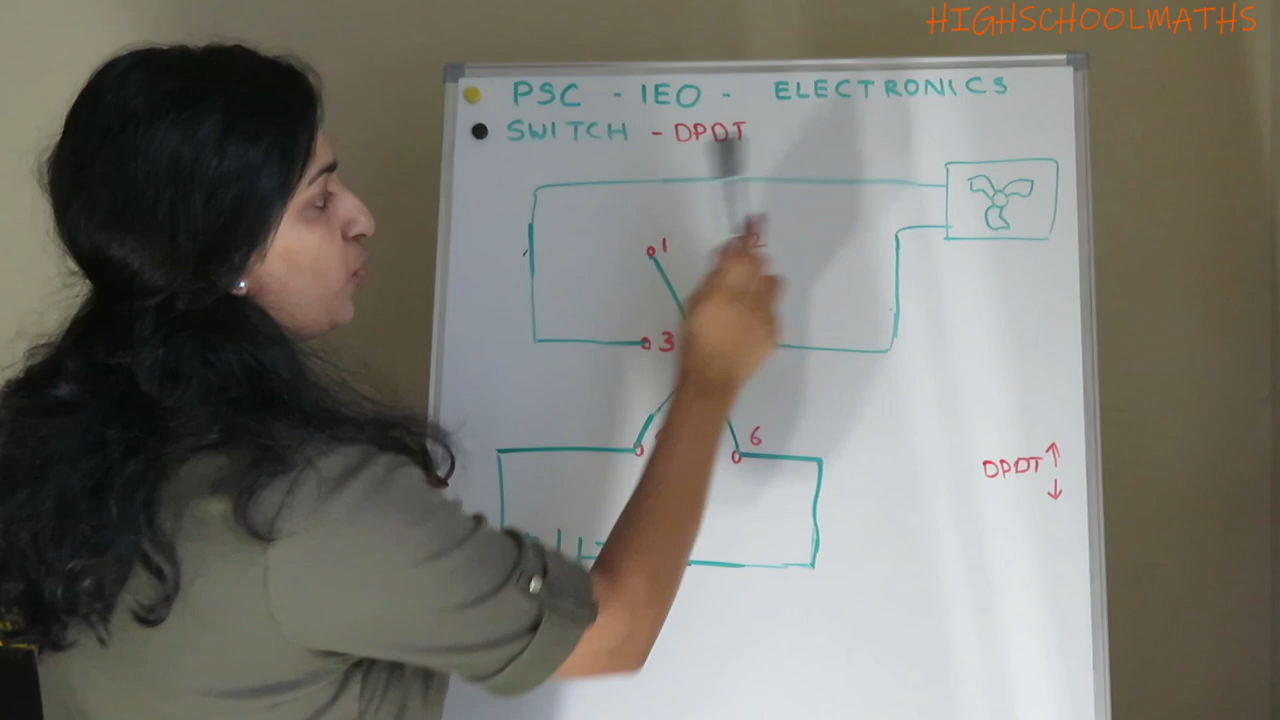 HIGHSCHOOLMATHS
PSC - IEO - ELECTRONICS
SWITCH - DPDT
1 2
3
6
DPDT ↑
↓